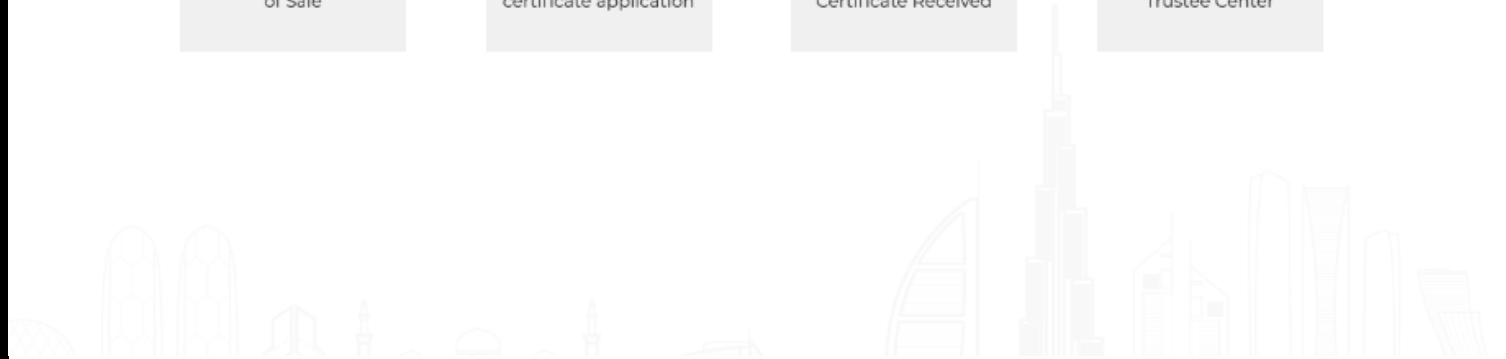 of Sale
certificate application
Certificate Received
Trustee Center